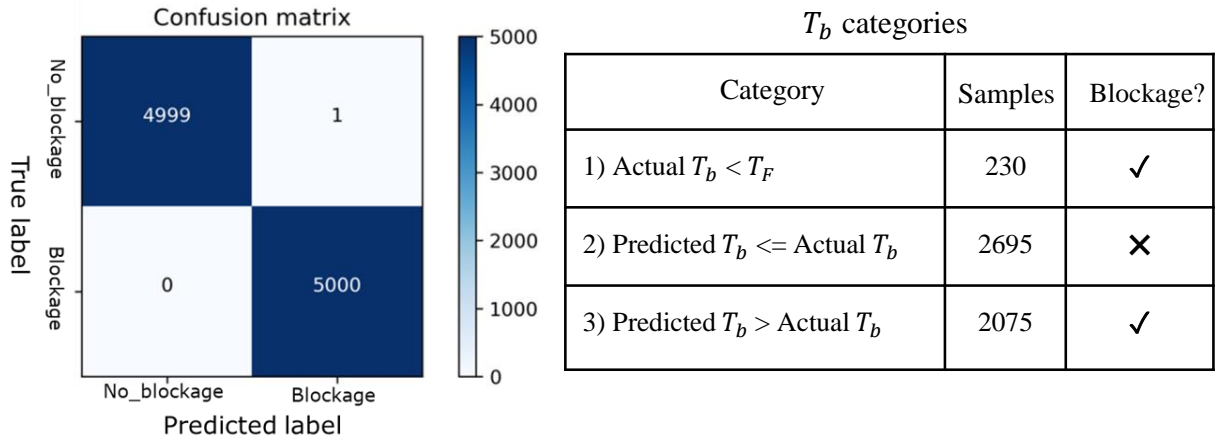 Confusion matrix
No_blockage
Blockage
True label
4999
1
0
5000
No_blockage
Blockage
Predicted label
5000
4000
3000
2000
1000
0
T_b categories
Category Samples Blockage?
1) Actual T_b < T_F 230 ✓
2) Predicted T_b <= Actual T_b 2695 ✕
3) Predicted T_b > Actual T_b 2075 ✓